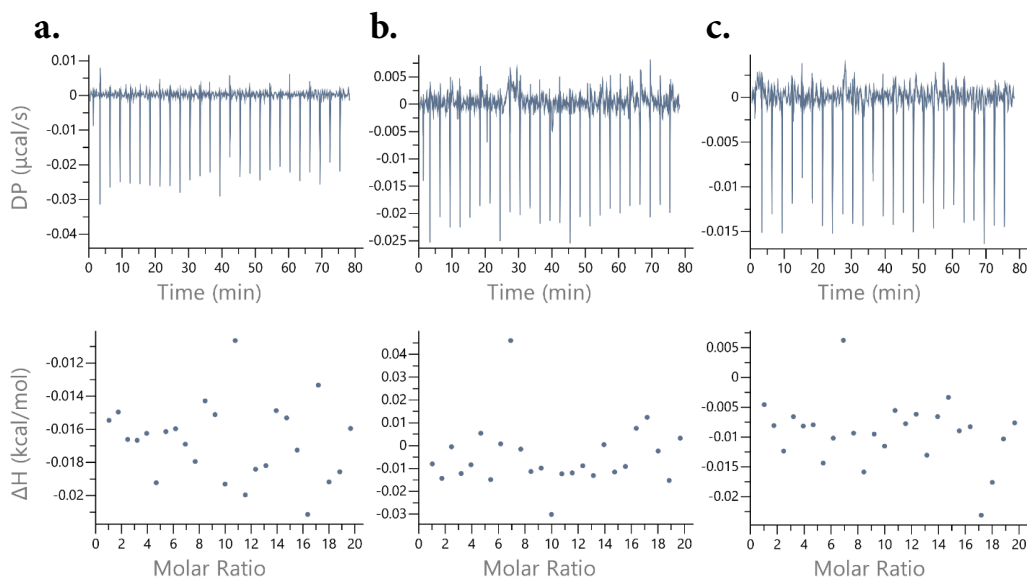 a.
b.
c.
DP (µcal/s)
0.01
0
-0.01
-0.02
-0.03
-0.04
0 10 20 30 40 50 60 70 80
Time (min)
0.005
0
-0.005
-0.01
-0.015
-0.02
-0.025
0 10 20 30 40 50 60 70 80
Time (min)
0
-0.005
-0.01
-0.015
0 10 20 30 40 50 60 70 80
Time (min)
ΔH (kcal/mol)
-0.012
-0.014
-0.016
-0.018
-0.02
0 2 4 6 8 10 12 14 16 18 20
Molar Ratio
0.04
0.03
0.02
0.01
0
-0.01
-0.02
-0.03
0 2 4 6 8 10 12 14 16 18 20
Molar Ratio
0.005
0
-0.005
-0.01
-0.015
-0.02
0 2 4 6 8 10 12 14 16 18 20
Molar Ratio